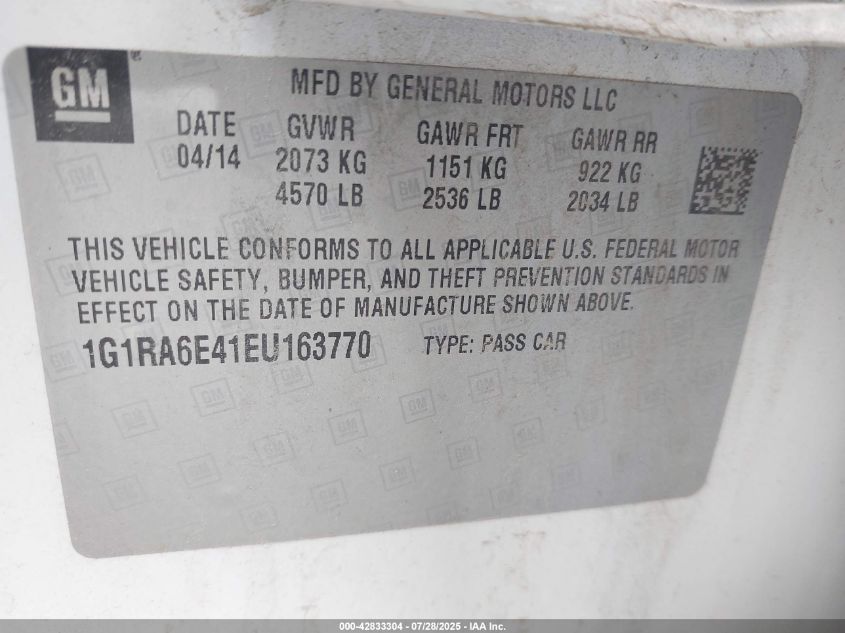 GM
MFD BY GENERAL MOTORS LLC
DATE GVWR GAWR FRT GAWR RR
04/14 2073 KG 1151 KG 922 KG
4570 LB 2536 LB 2034 LB
THIS VEHICLE CONFORMS TO ALL APPLICABLE U.S. FEDERAL MOTOR
VEHICLE SAFETY, BUMPER, AND THEFT PREVENTION STANDARDS IN
EFFECT ON THE DATE OF MANUFACTURE SHOWN ABOVE.
1G1RA6E41EU163770 TYPE: PASS CAR
000-42833304 / 07/28/2025 - IAA Inc.